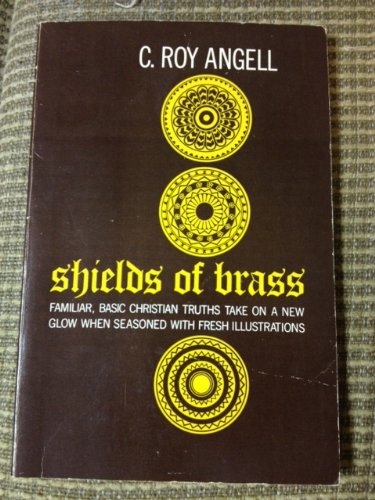 C. ROY ANGELL
shields of brass
FAMILIAR, BASIC CHRISTIAN TRUTHS TAKE ON A NEW
GLOW WHEN SEASONED WITH FRESH ILLUSTRATIONS